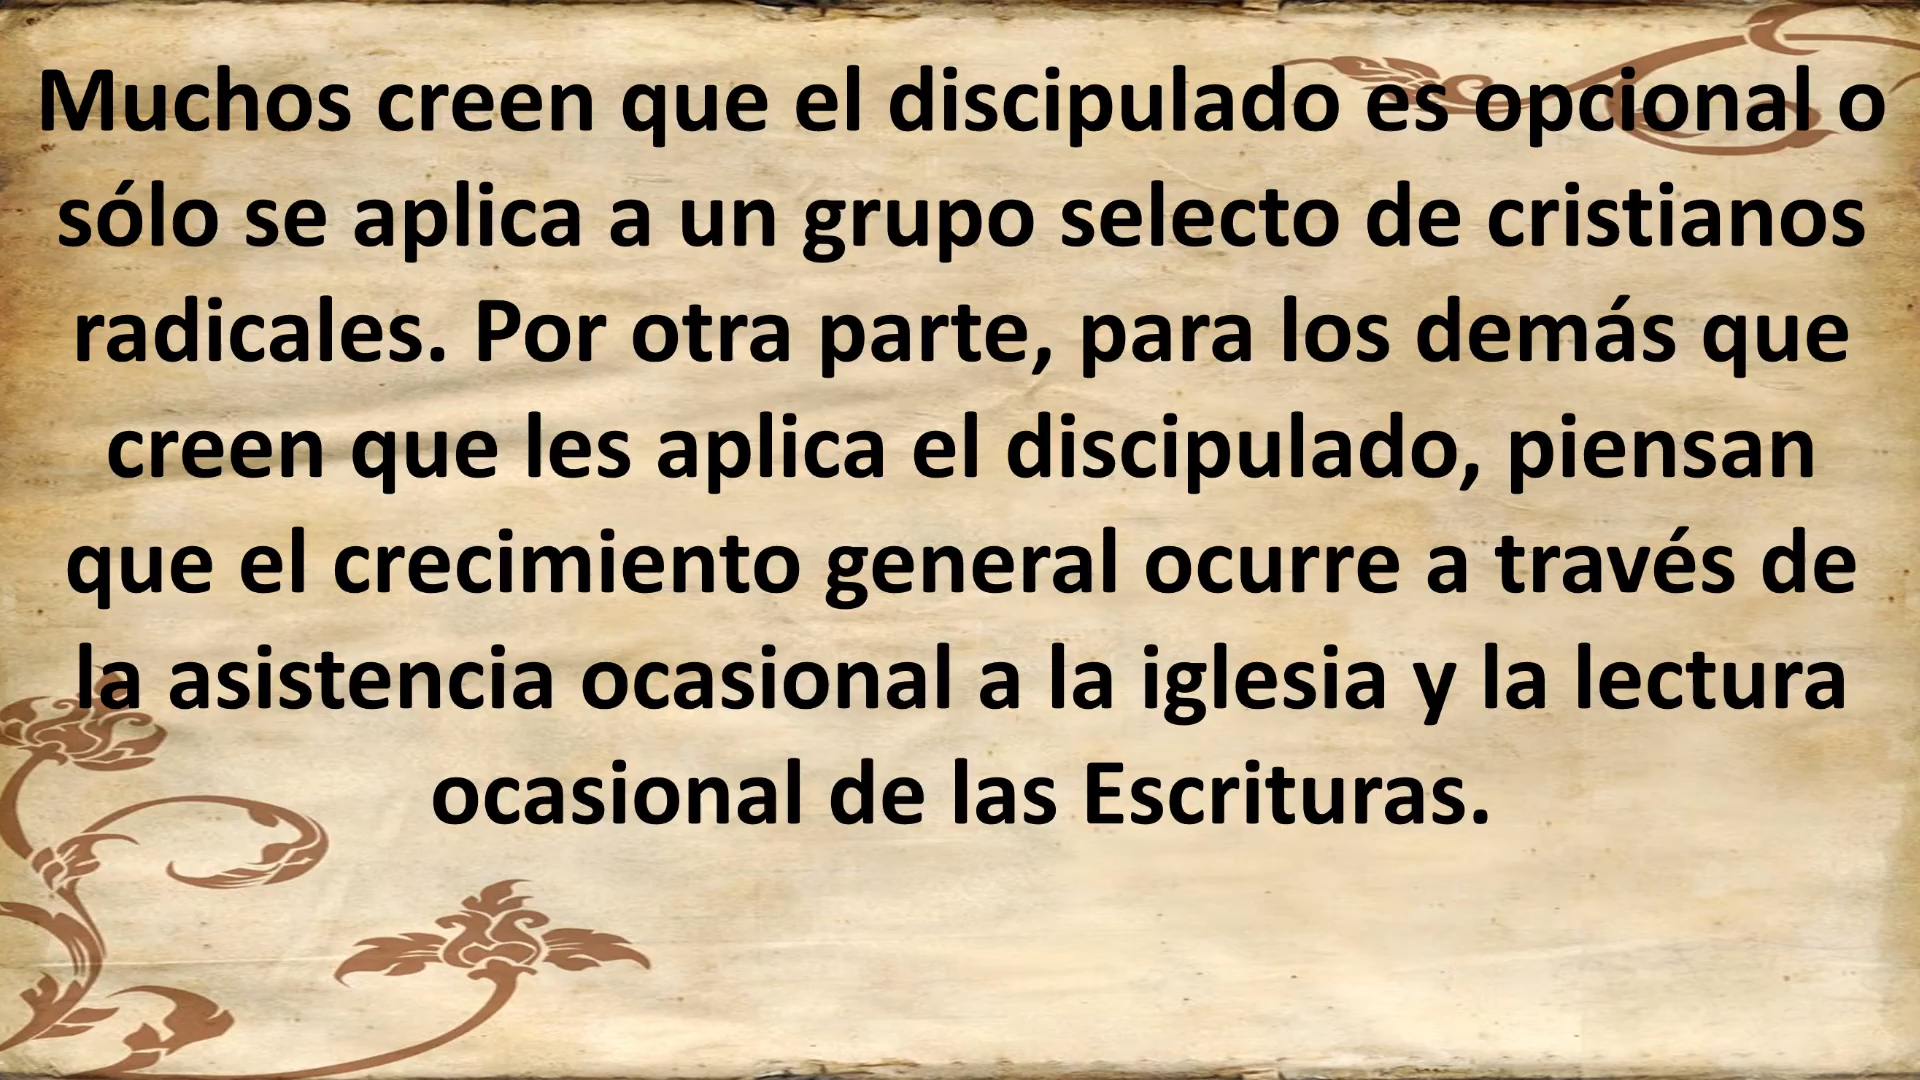 Muchos creen que el discipulado es opcional o
sólo se aplica a un grupo selecto de cristianos
radicales. Por otra parte, para los demás que
creen que les aplica el discipulado, piensan
que el crecimiento general ocurre a través de
la asistencia ocasional a la iglesia y la lectura
ocasional de las Escrituras.